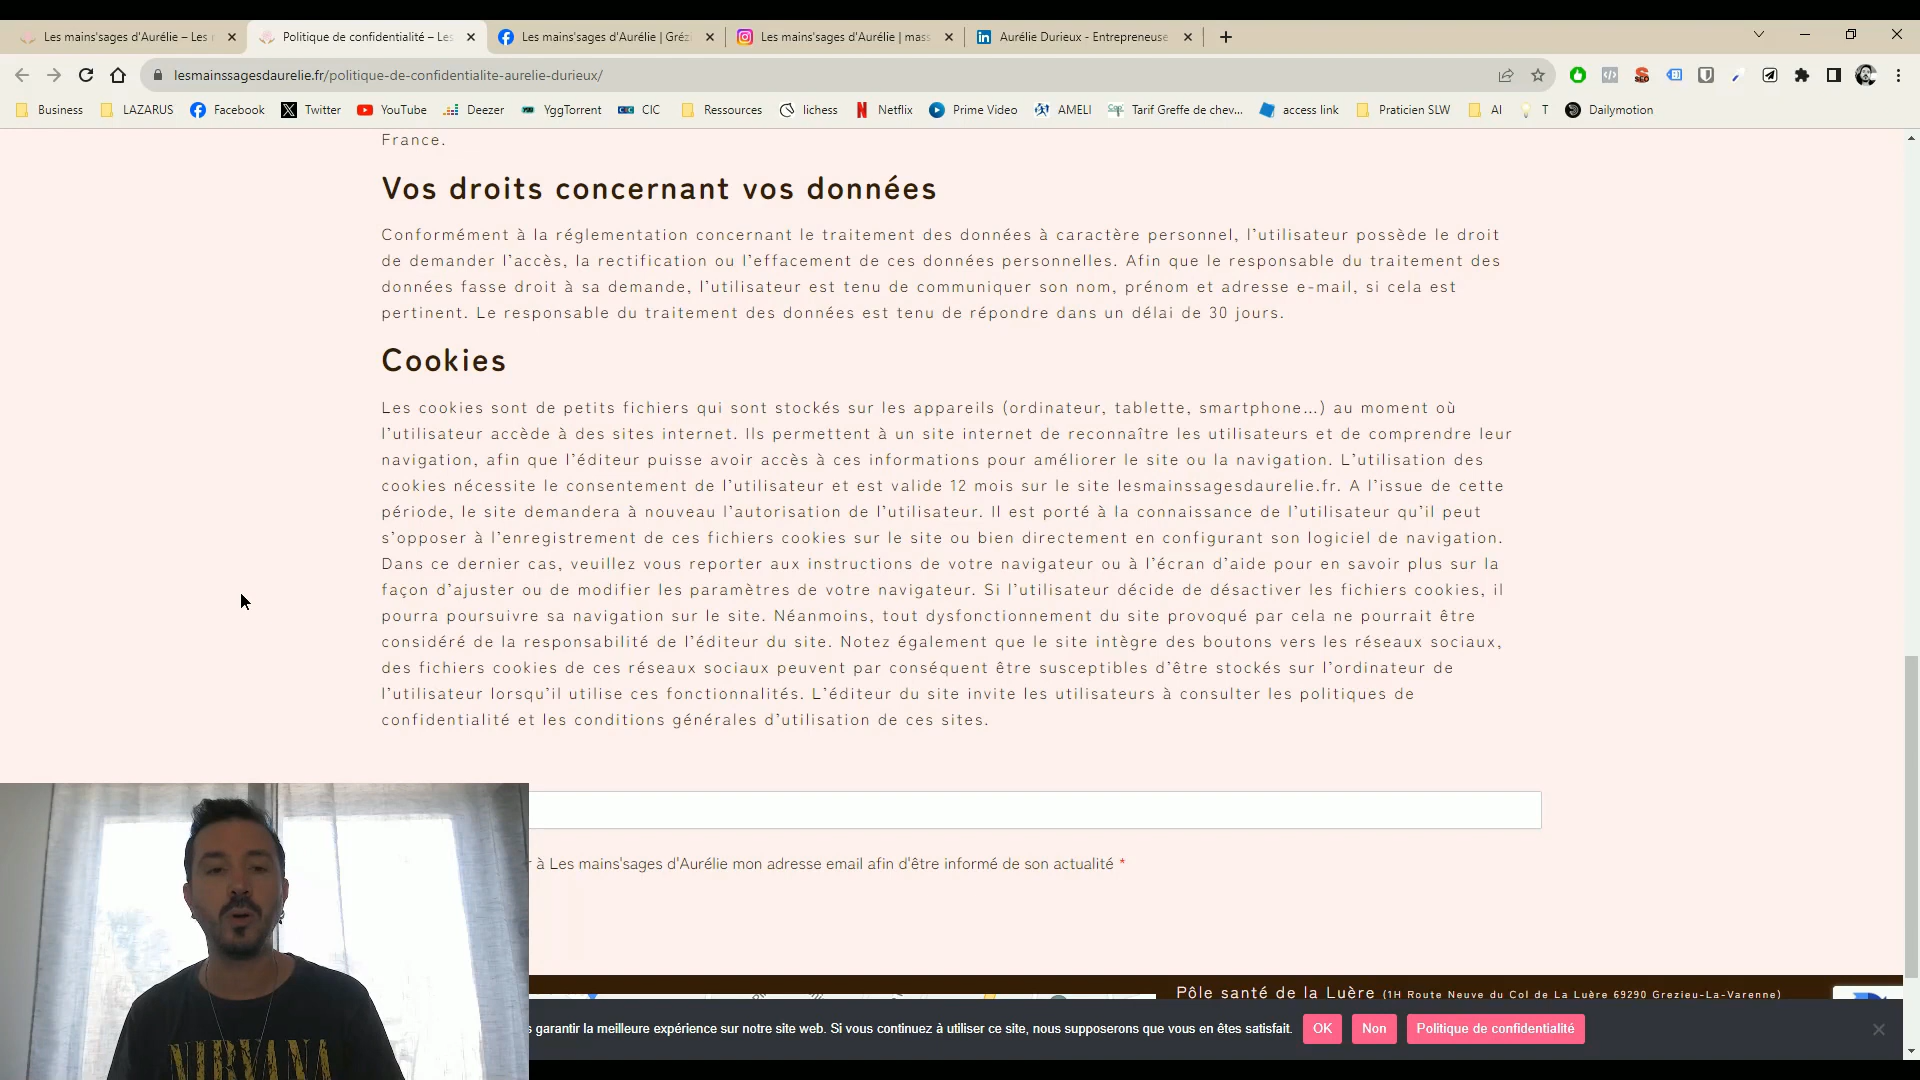 Les mains'sages d'Aurélie – Les
Politique de confidentialité – Les
Les mains'sages d'Aurélie | Gréz
Les mains'sages d'Aurélie | mass
Aurélie Durieux - Entrepreneuse
lesmainssagesdaurelie.fr/politique-de-confidentialite-aurelie-durieux/
Business
LAZARUS
Facebook
Twitter
YouTube
Deezer
YggTorrent
CIC
Ressources
lichess
Netflix
Prime Video
AMELI
Tarif Greffe de chev...
access link
Praticien SLW
AI
T
Dailymotion
France.
Vos droits concernant vos données
Conformément à la réglementation concernant le traitement des données à caractère personnel, l'utilisateur possède le droit
de demander l'accès, la rectification ou l'effacement de ces données personnelles. Afin que le responsable du traitement des
données fasse droit à sa demande, l'utilisateur est tenu de communiquer son nom, prénom et adresse e-mail, si cela est
pertinent. Le responsable du traitement des données est tenu de répondre dans un délai de 30 jours.
Cookies
Les cookies sont de petits fichiers qui sont stockés sur les appareils (ordinateur, tablette, smartphone…) au moment où
l'utilisateur accède à des sites internet. Ils permettent à un site internet de reconnaître les utilisateurs et de comprendre leur
navigation, afin que l'éditeur puisse avoir accès à ces informations pour améliorer le site ou la navigation. L'utilisation des
cookies nécessite le consentement de l'utilisateur et est valide 12 mois sur le site lesmainssagesdaurelie.fr. A l'issue de cette
période, le site demandera à nouveau l'autorisation de l'utilisateur. Il est porté à la connaissance de l'utilisateur qu'il peut
s'opposer à l'enregistrement de ces fichiers cookies sur le site ou bien directement en configurant son logiciel de navigation.
Dans ce dernier cas, veuillez vous reporter aux instructions de votre navigateur ou à l'écran d'aide pour en savoir plus sur la
façon d'ajuster ou de modifier les paramètres de votre navigateur. Si l'utilisateur décide de désactiver les fichiers cookies, il
pourra poursuivre sa navigation sur le site. Néanmoins, tout dysfonctionnement du site provoqué par cela ne pourrait être
considéré de la responsabilité de l'éditeur du site. Notez également que le site intègre des boutons vers les réseaux sociaux,
des fichiers cookies de ces réseaux sociaux peuvent par conséquent être susceptibles d'être stockés sur l'ordinateur de
l'utilisateur lorsqu'il utilise ces fonctionnalités. L'éditeur du site invite les utilisateurs à consulter les politiques de
confidentialité et les conditions générales d'utilisation de ces sites.
à Les mains'sages d'Aurélie mon adresse email afin d'être informé de son actualité *
Pôle santé de la Luère (1H Route Neuve du Col de La Luère 69290 Grezieu-La-Varenne)
garantir la meilleure expérience sur notre site web. Si vous continuez à utiliser ce site, nous supposerons que vous en êtes satisfait.
OK
Non
Politique de confidentialité
NIRVANA